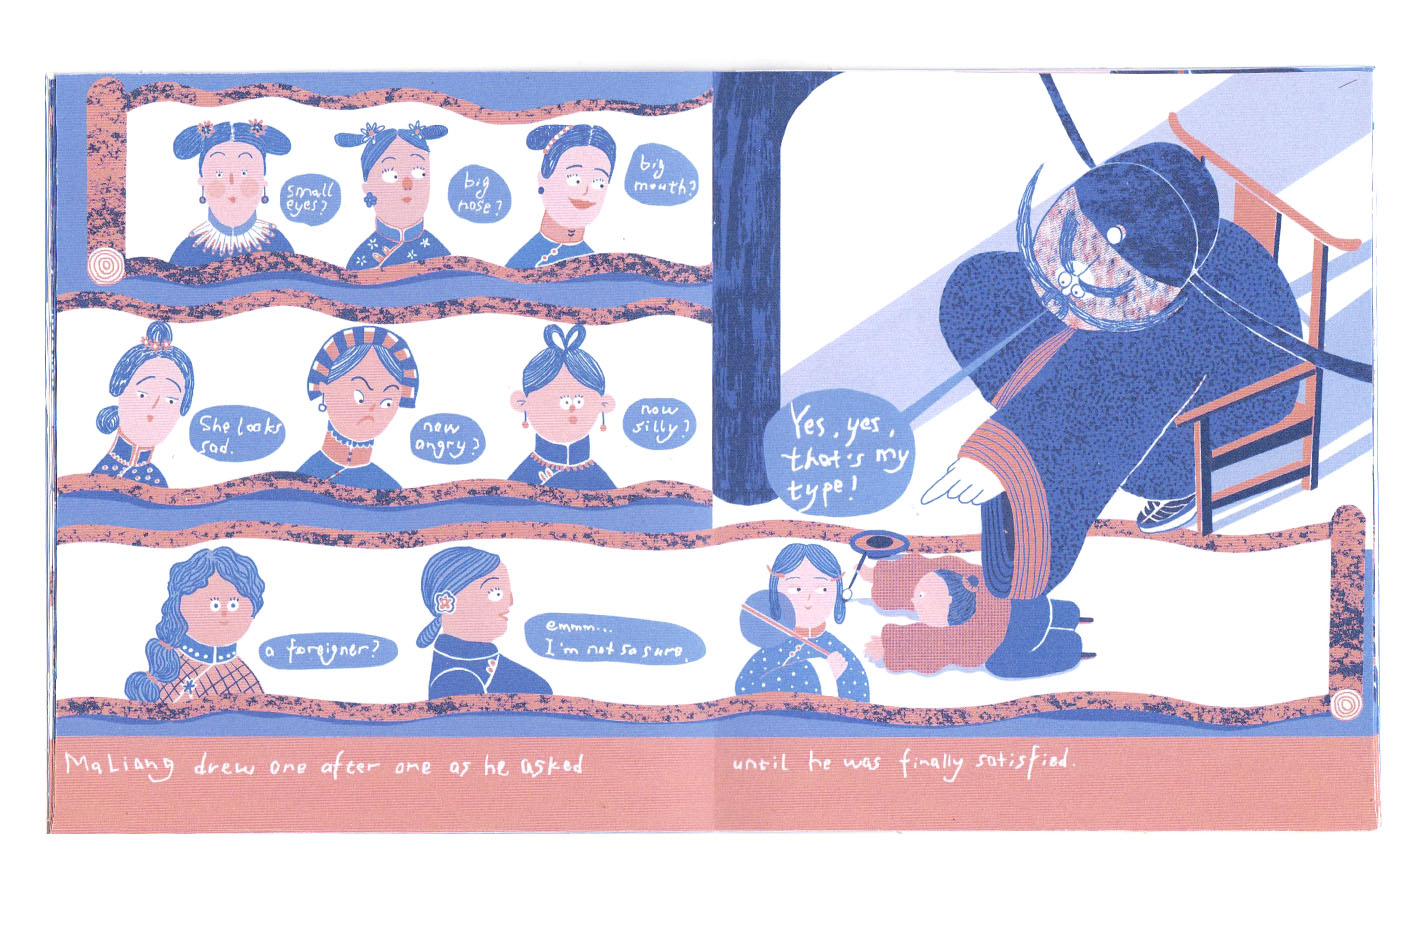 small
eyes?
big
nose?
big
mouth?
She looks
sad.
now
angry?
now
silly?
a foreigner?
emmm...
I'm not so sure.
Yes, yes,
that's my
type!
MaLiang drew one after one as he asked
until he was finally satisfied.